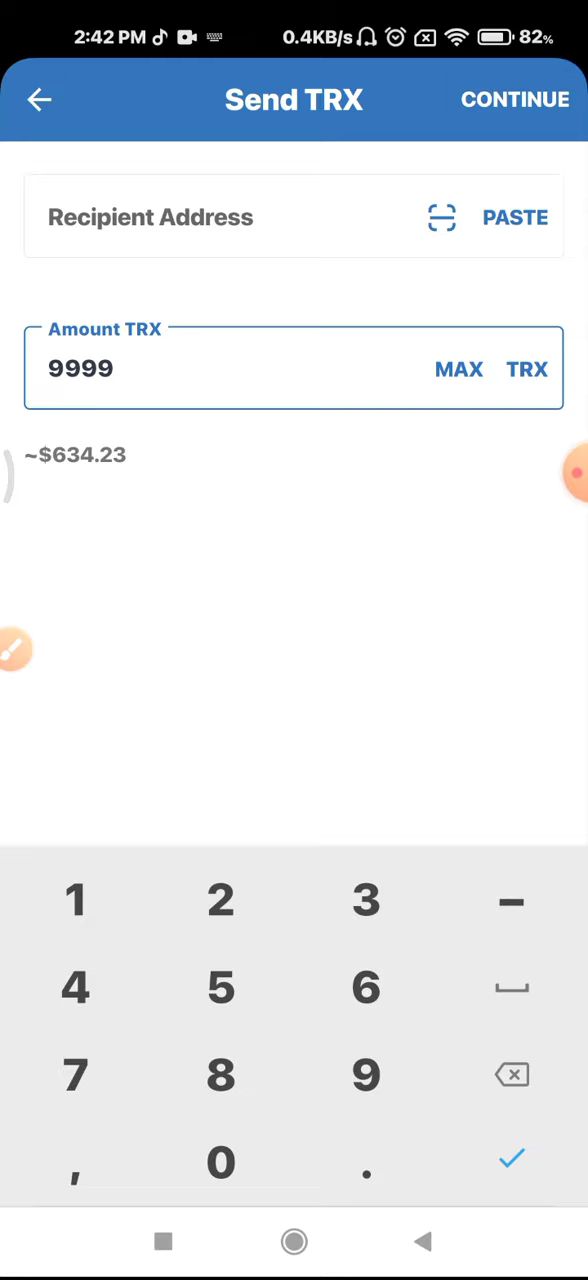 2:42 PM 0.4KB/s 82%
Send TRX CONTINUE
Recipient Address PASTE
Amount TRX
9999 MAX TRX
~$634.23
1 2 3 –
4 5 6
7 8 9
, 0 .